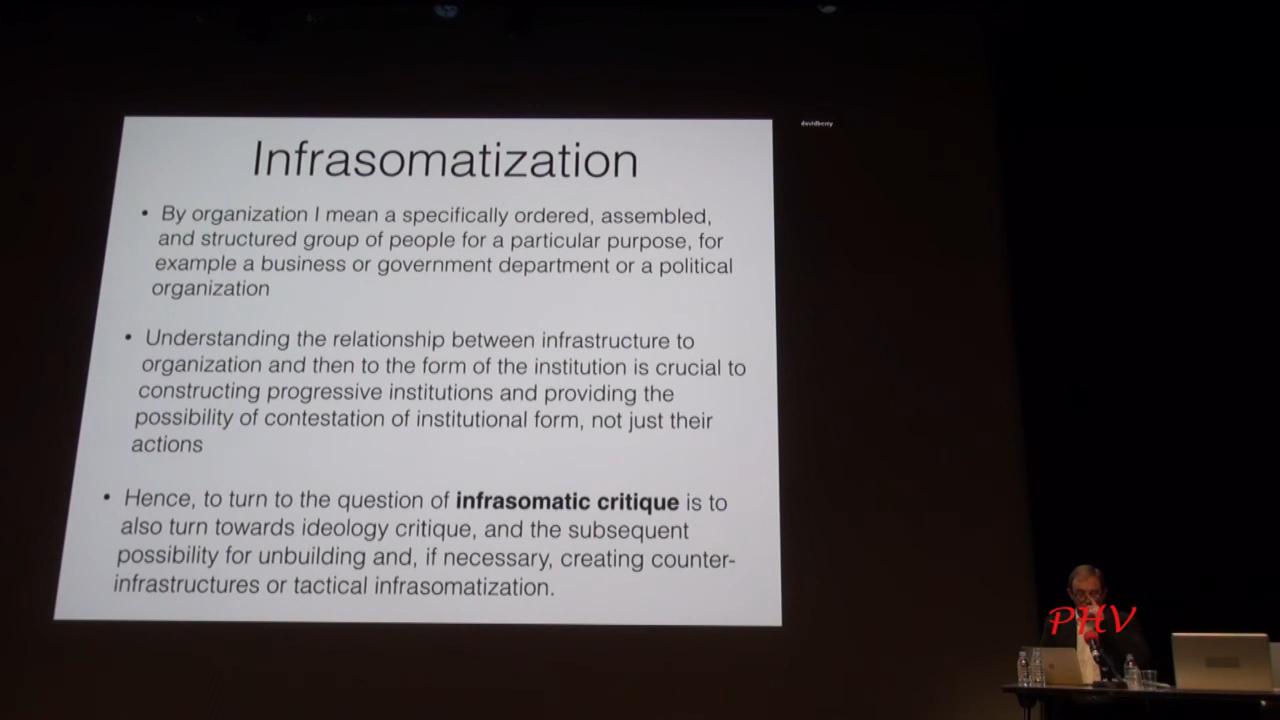 Infrasomatization
• By organization I mean a specifically ordered, assembled,
and structured group of people for a particular purpose, for
example a business or government department or a political
organization
• Understanding the relationship between infrastructure to
organization and then to the form of the institution is crucial to
constructing progressive institutions and providing the
possibility of contestation of institutional form, not just their
actions
• Hence, to turn to the question of infrasomatic critique is to
also turn towards ideology critique, and the subsequent
possibility for unbuilding and, if necessary, creating counter-
infrastructures or tactical infrasomatization.
davidberry
PHV